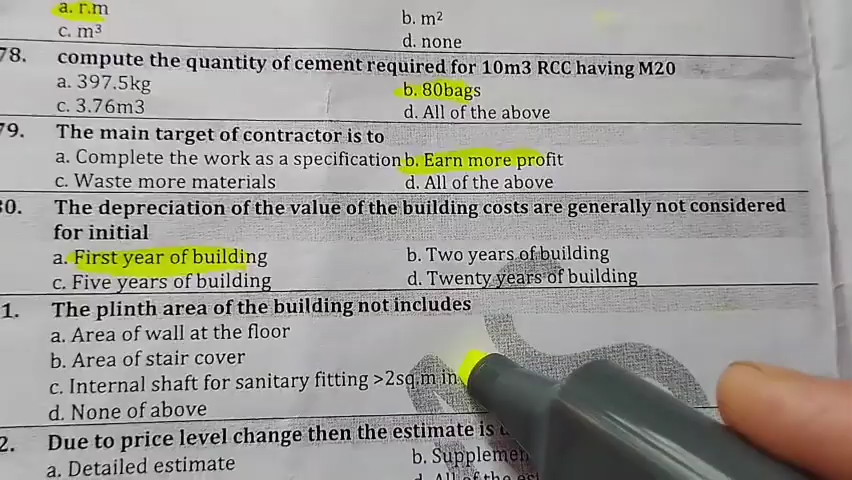 a. r.m
b. m²
c. m³
d. none
78. compute the quantity of cement required for 10m3 RCC having M20
a. 397.5kg
b. 80bags
c. 3.76m3
d. All of the above
79. The main target of contractor is to
a. Complete the work as a specification b. Earn more profit
c. Waste more materials
d. All of the above
0. The depreciation of the value of the building costs are generally not considered
for initial
a. First year of building
b. Two years of building
c. Five years of building
d. Twenty years of building
1. The plinth area of the building not includes
a. Area of wall at the floor
b. Area of stair cover
c. Internal shaft for sanitary fitting >2sq.m in
d. None of above
2. Due to price level change then the estimate is
a. Detailed estimate
b. Supplemen
d. All of the